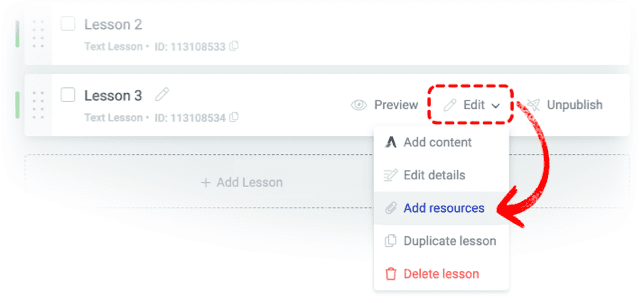 Lesson 2
Text Lesson • ID: 113108533
Lesson 3
Preview
Edit
Unpublish
Text Lesson • ID: 113108534
Add content
Edit details
+ Add Lesson
Add resources
Duplicate lesson
Delete lesson